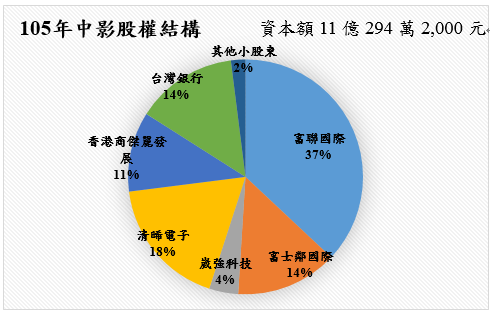 105年中影股權結構
資本額 11 億 294 萬 2,000 元
其他小股東
2%
台灣銀行
14%
富聯國際
37%
香港商傑麗發
展
11%
清晰電子
18%
崴強科技
4%
富士鄰國際
14%